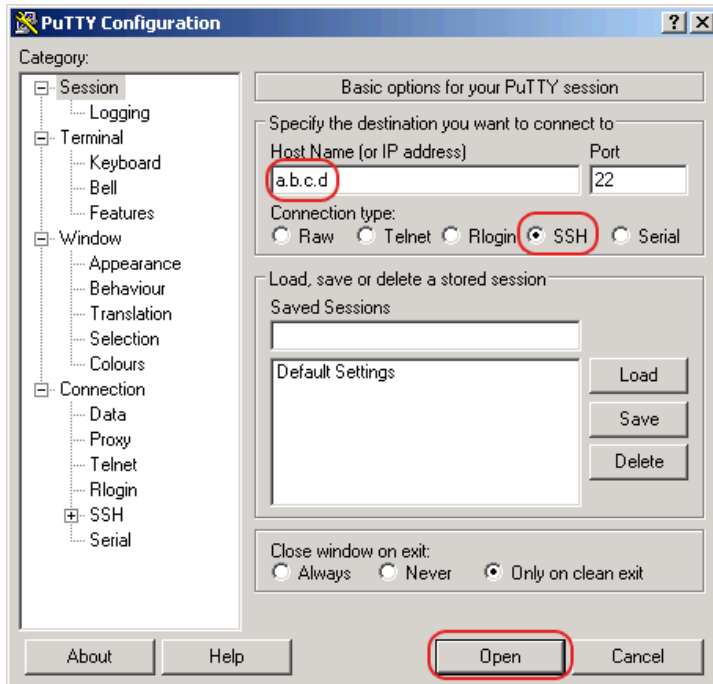 PuTTY Configuration
Category:
Session
Logging
Terminal
Keyboard
Bell
Features
Window
Appearance
Behaviour
Translation
Selection
Colours
Connection
Data
Proxy
Telnet
Rlogin
SSH
Serial
Basic options for your PuTTY session
Specify the destination you want to connect to
Host Name (or IP address) Port
a.b.c.d 22
Connection type:
Raw Telnet Rlogin SSH Serial
Load, save or delete a stored session
Saved Sessions
Default Settings
Load
Save
Delete
Close window on exit:
Always Never Only on clean exit
About Help Open Cancel